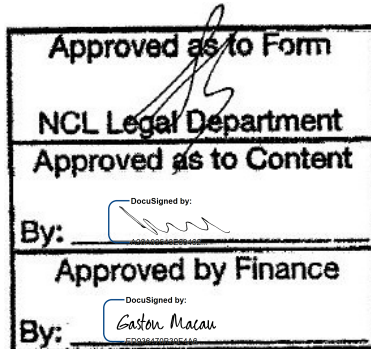 Approved as to Form
NCL Legal Department
Approved as to Content
DocuSigned by:
By:
Approved by Finance
DocuSigned by:
Gaston Macau
By: